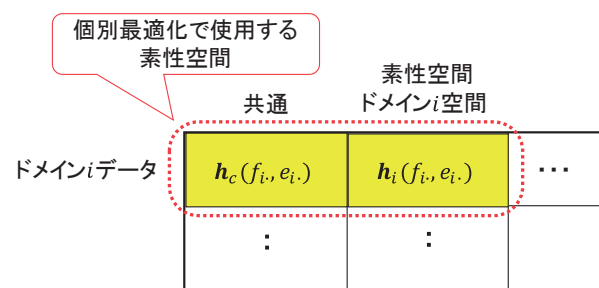 個別最適化で使用する
素性空間
素性空間
共通 ドメインi空間
ドメインiデータ h_c(f_i., e_i.) h_i(f_i., e_i.) ···
: :